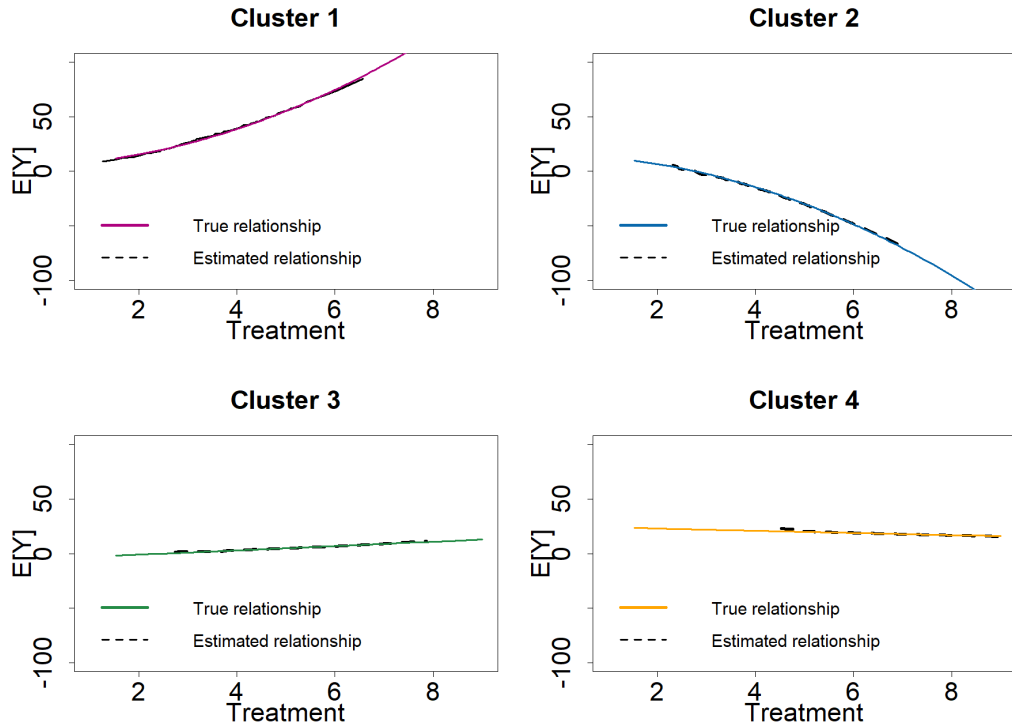 Cluster 1
E[Y]
50
0
-100
True relationship
Estimated relationship
2 4 6 8
Treatment
Cluster 2
E[Y]
50
0
-100
True relationship
Estimated relationship
2 4 6 8
Treatment
Cluster 3
E[Y]
50
0
-100
True relationship
Estimated relationship
2 4 6 8
Treatment
Cluster 4
E[Y]
50
0
-100
True relationship
Estimated relationship
2 4 6 8
Treatment